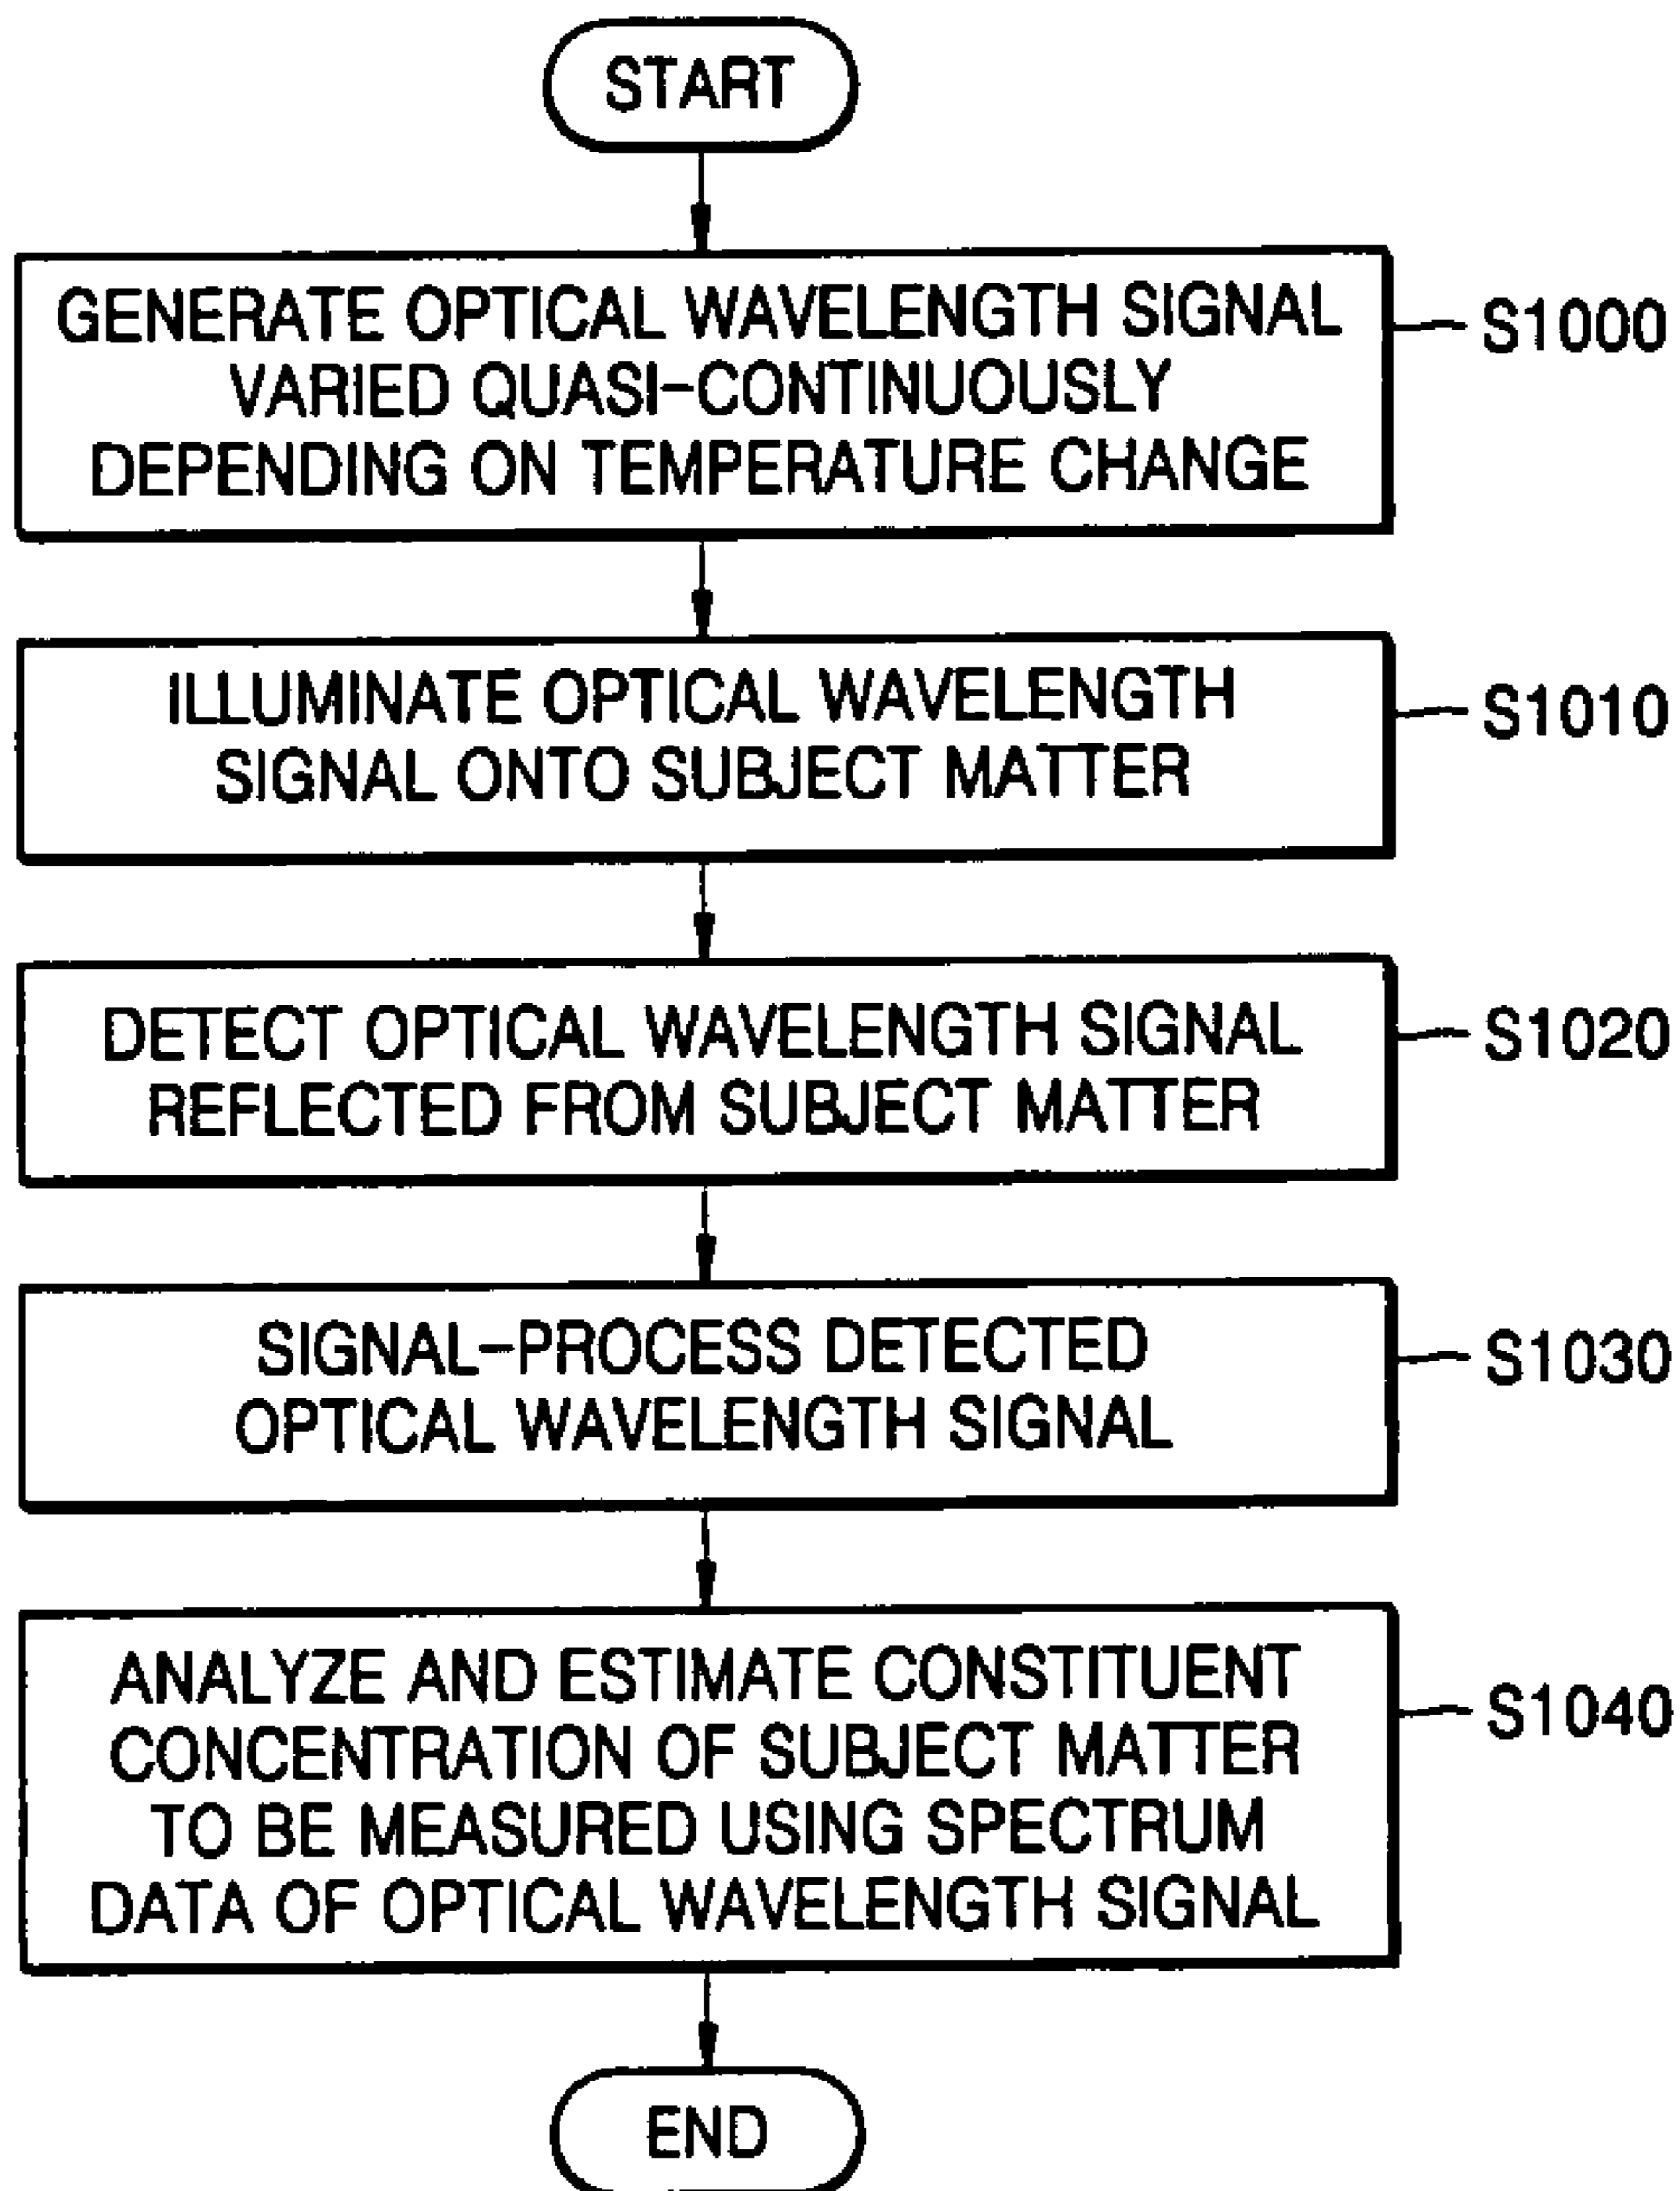 START
GENERATE OPTICAL WAVELENGTH SIGNAL
VARIED QUASI-CONTINUOUSLY
DEPENDING ON TEMPERATURE CHANGE
S1000
ILLUMINATE OPTICAL WAVELENGTH
SIGNAL ONTO SUBJECT MATTER
S1010
DETECT OPTICAL WAVELENGTH SIGNAL
REFLECTED FROM SUBJECT MATTER
S1020
SIGNAL-PROCESS DETECTED
OPTICAL WAVELENGTH SIGNAL
S1030
ANALYZE AND ESTIMATE CONSTITUENT
CONCENTRATION OF SUBJECT MATTER
TO BE MEASURED USING SPECTRUM
DATA OF OPTICAL WAVELENGTH SIGNAL
S1040
END